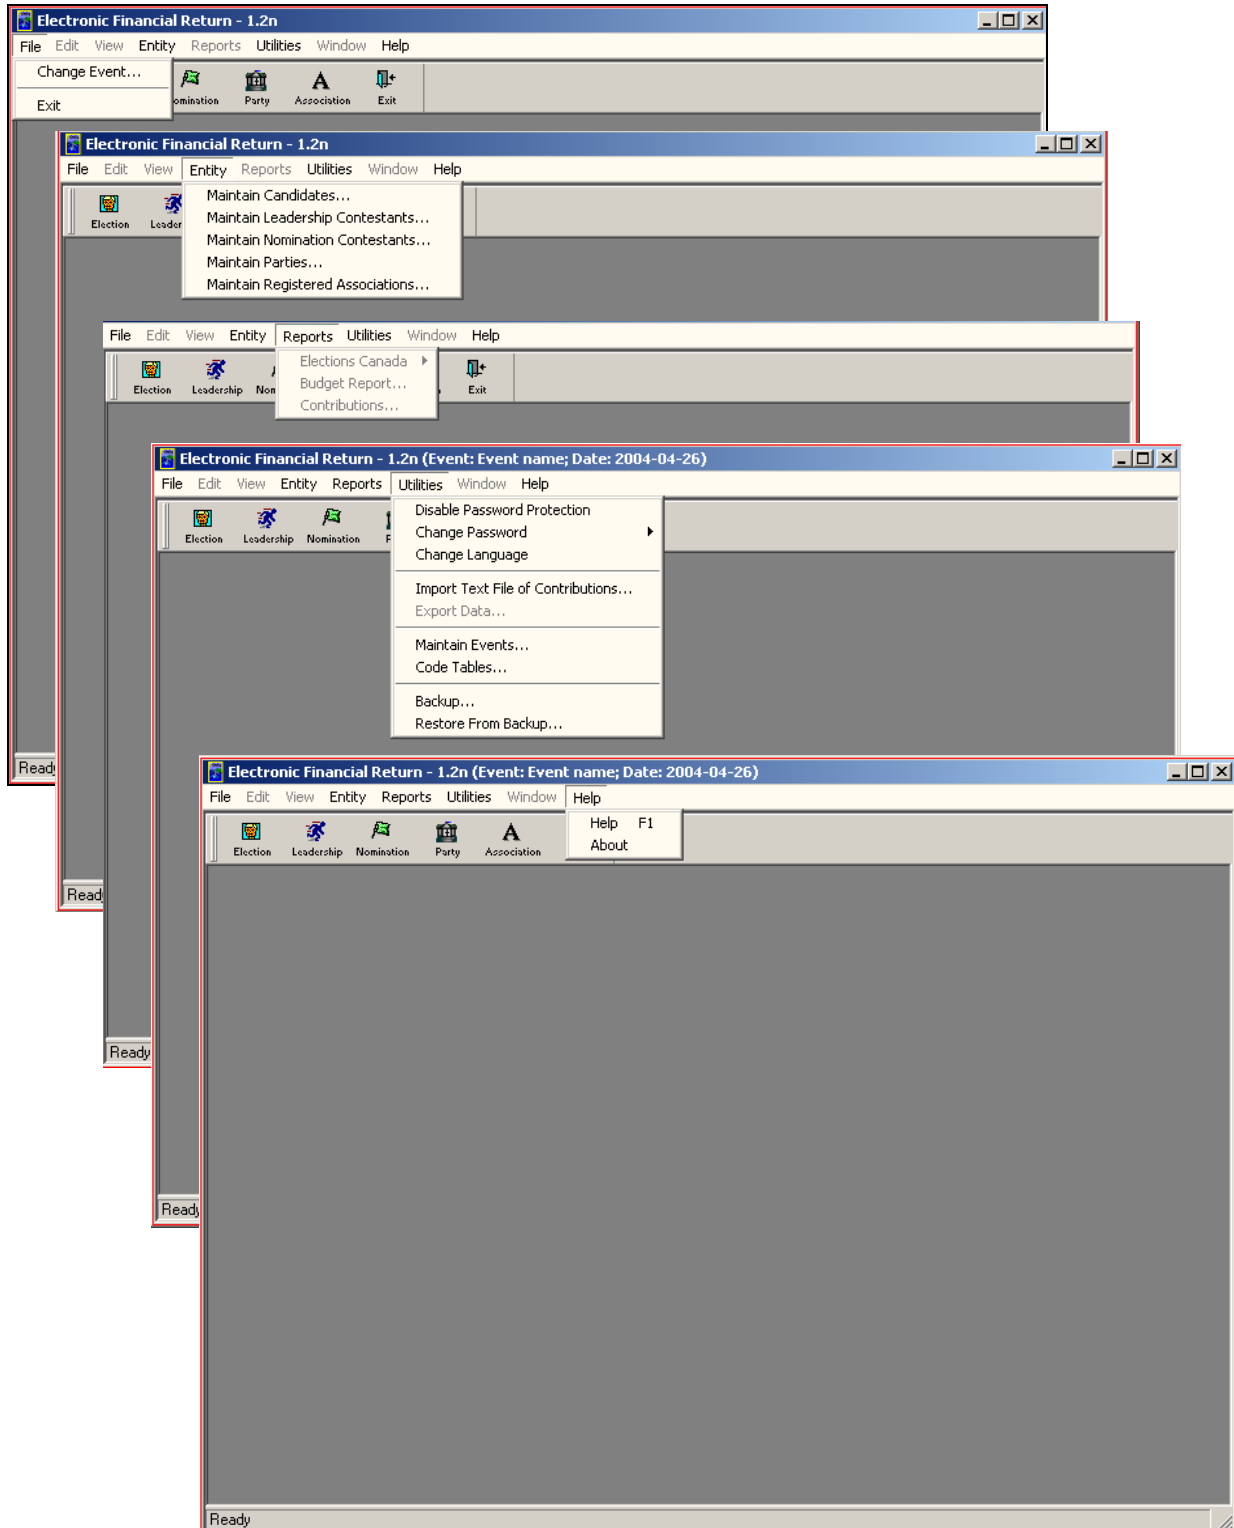 Electronic Financial Return - 1.2n
File Edit View Entity Reports Utilities Window Help
Change Event...
Exit
omination Party Association Exit
Electronic Financial Return - 1.2n
File Edit View Entity Reports Utilities Window Help
Maintain Candidates...
Maintain Leadership Contestants...
Maintain Nomination Contestants...
Maintain Parties...
Maintain Registered Associations...
Election Leader
File Edit View Entity Reports Utilities Window Help
Elections Canada
Budget Report...
Contributions...
Election Leadership Nom Exit
Electronic Financial Return - 1.2n (Event: Event name; Date: 2004-04-26)
File Edit View Entity Reports Utilities Window Help
Disable Password Protection
Change Password
Change Language
Import Text File of Contributions...
Export Data...
Maintain Events...
Code Tables...
Backup...
Restore From Backup...
Election Leadership Nomination P
Ready
Electronic Financial Return - 1.2n (Event: Event name; Date: 2004-04-26)
File Edit View Entity Reports Utilities Window Help
Help F1
About
Election Leadership Nomination Party Association
Read
Ready
Ready
Ready